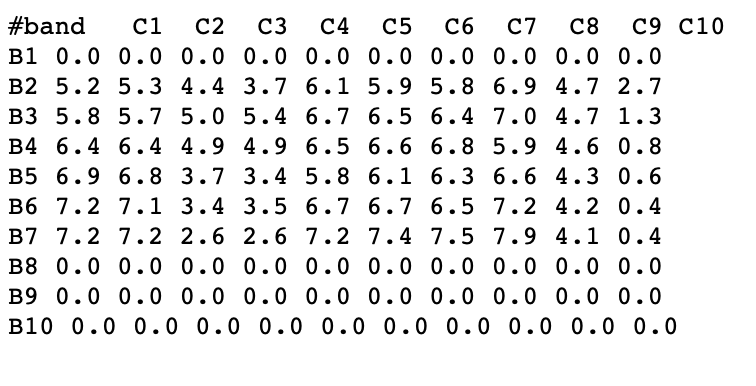 #band C1 C2 C3 C4 C5 C6 C7 C8 C9 C10
B1 0.0 0.0 0.0 0.0 0.0 0.0 0.0 0.0 0.0 0.0
B2 5.2 5.3 4.4 3.7 6.1 5.9 5.8 6.9 4.7 2.7
B3 5.8 5.7 5.0 5.4 6.7 6.5 6.4 7.0 4.7 1.3
B4 6.4 6.4 4.9 4.9 6.5 6.6 6.8 5.9 4.6 0.8
B5 6.9 6.8 3.7 3.4 5.8 6.1 6.3 6.6 4.3 0.6
B6 7.2 7.1 3.4 3.5 6.7 6.7 6.5 7.2 4.2 0.4
B7 7.2 7.2 2.6 2.6 7.2 7.4 7.5 7.9 4.1 0.4
B8 0.0 0.0 0.0 0.0 0.0 0.0 0.0 0.0 0.0 0.0
B9 0.0 0.0 0.0 0.0 0.0 0.0 0.0 0.0 0.0 0.0
B10 0.0 0.0 0.0 0.0 0.0 0.0 0.0 0.0 0.0 0.0